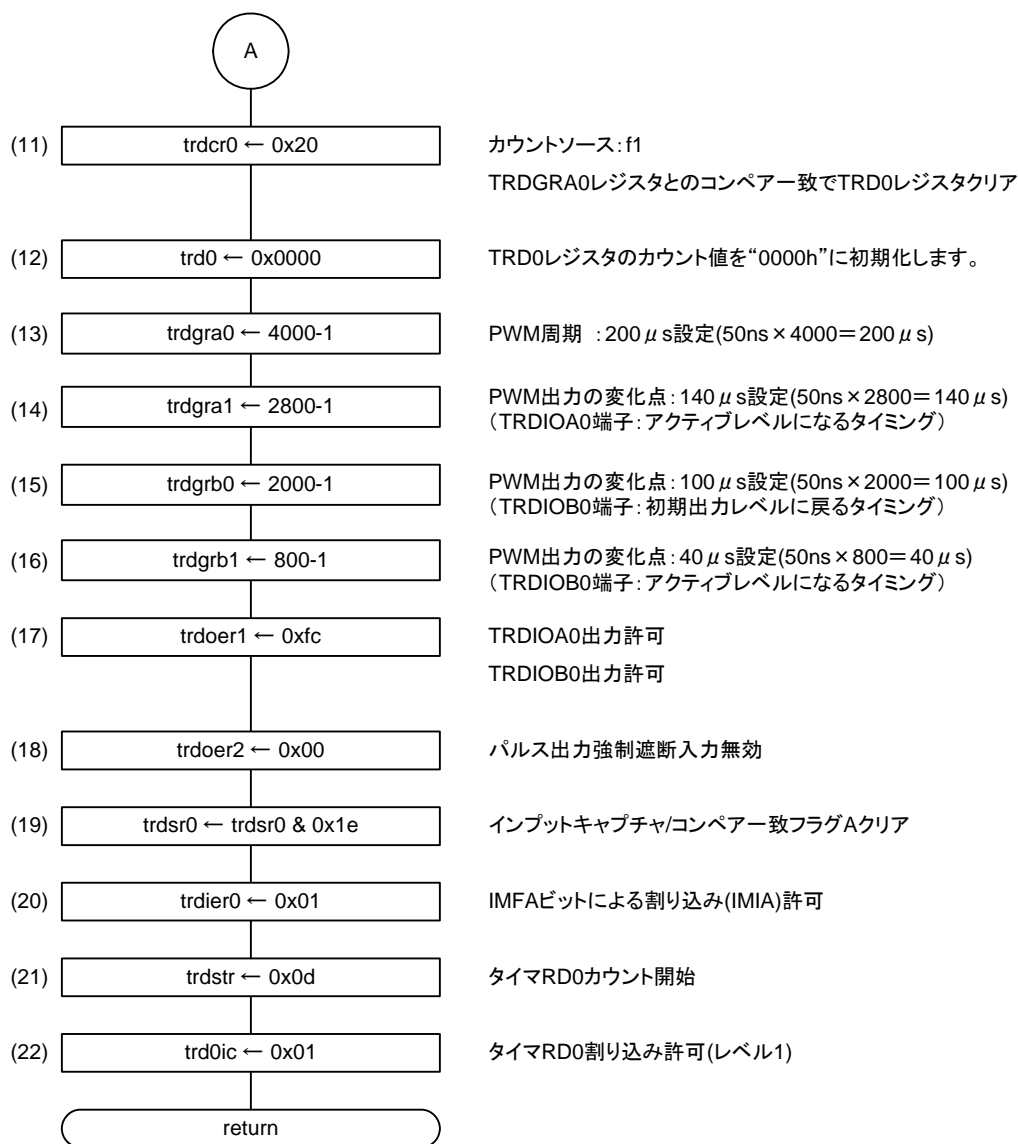 A
(11) trdcr0 ← 0x20 カウントソース：f1
TRDGRA0レジスタとのコンペア一致でTRD0レジスタクリア
(12) trd0 ← 0x0000 TRD0レジスタのカウント値を“0000h”に初期化します。
(13) trdgra0 ← 4000-1 PWM周期 ：200μs設定(50ns×4000＝200μs)
(14) trdgra1 ← 2800-1 PWM出力の変化点：140μs設定(50ns×2800＝140μs)
（TRDIOA0端子：アクティブレベルになるタイミング）
(15) trdgrb0 ← 2000-1 PWM出力の変化点：100μs設定(50ns×2000＝100μs)
（TRDIOB0端子：初期出力レベルに戻るタイミング）
(16) trdgrb1 ← 800-1 PWM出力の変化点：40μs設定(50ns×800＝40μs)
（TRDIOB0端子：アクティブレベルになるタイミング）
(17) trdoer1 ← 0xfc TRDIOA0出力許可
TRDIOB0出力許可
(18) trdoer2 ← 0x00 パルス出力強制遮断入力無効
(19) trdsr0 ← trdsr0 & 0x1e インプットキャプチャ/コンペア一致フラグAクリア
(20) trdier0 ← 0x01 IMFAビットによる割り込み(IMIA)許可
(21) trdstr ← 0x0d タイマRD0カウント開始
(22) trd0ic ← 0x01 タイマRD0割り込み許可(レベル1)
return